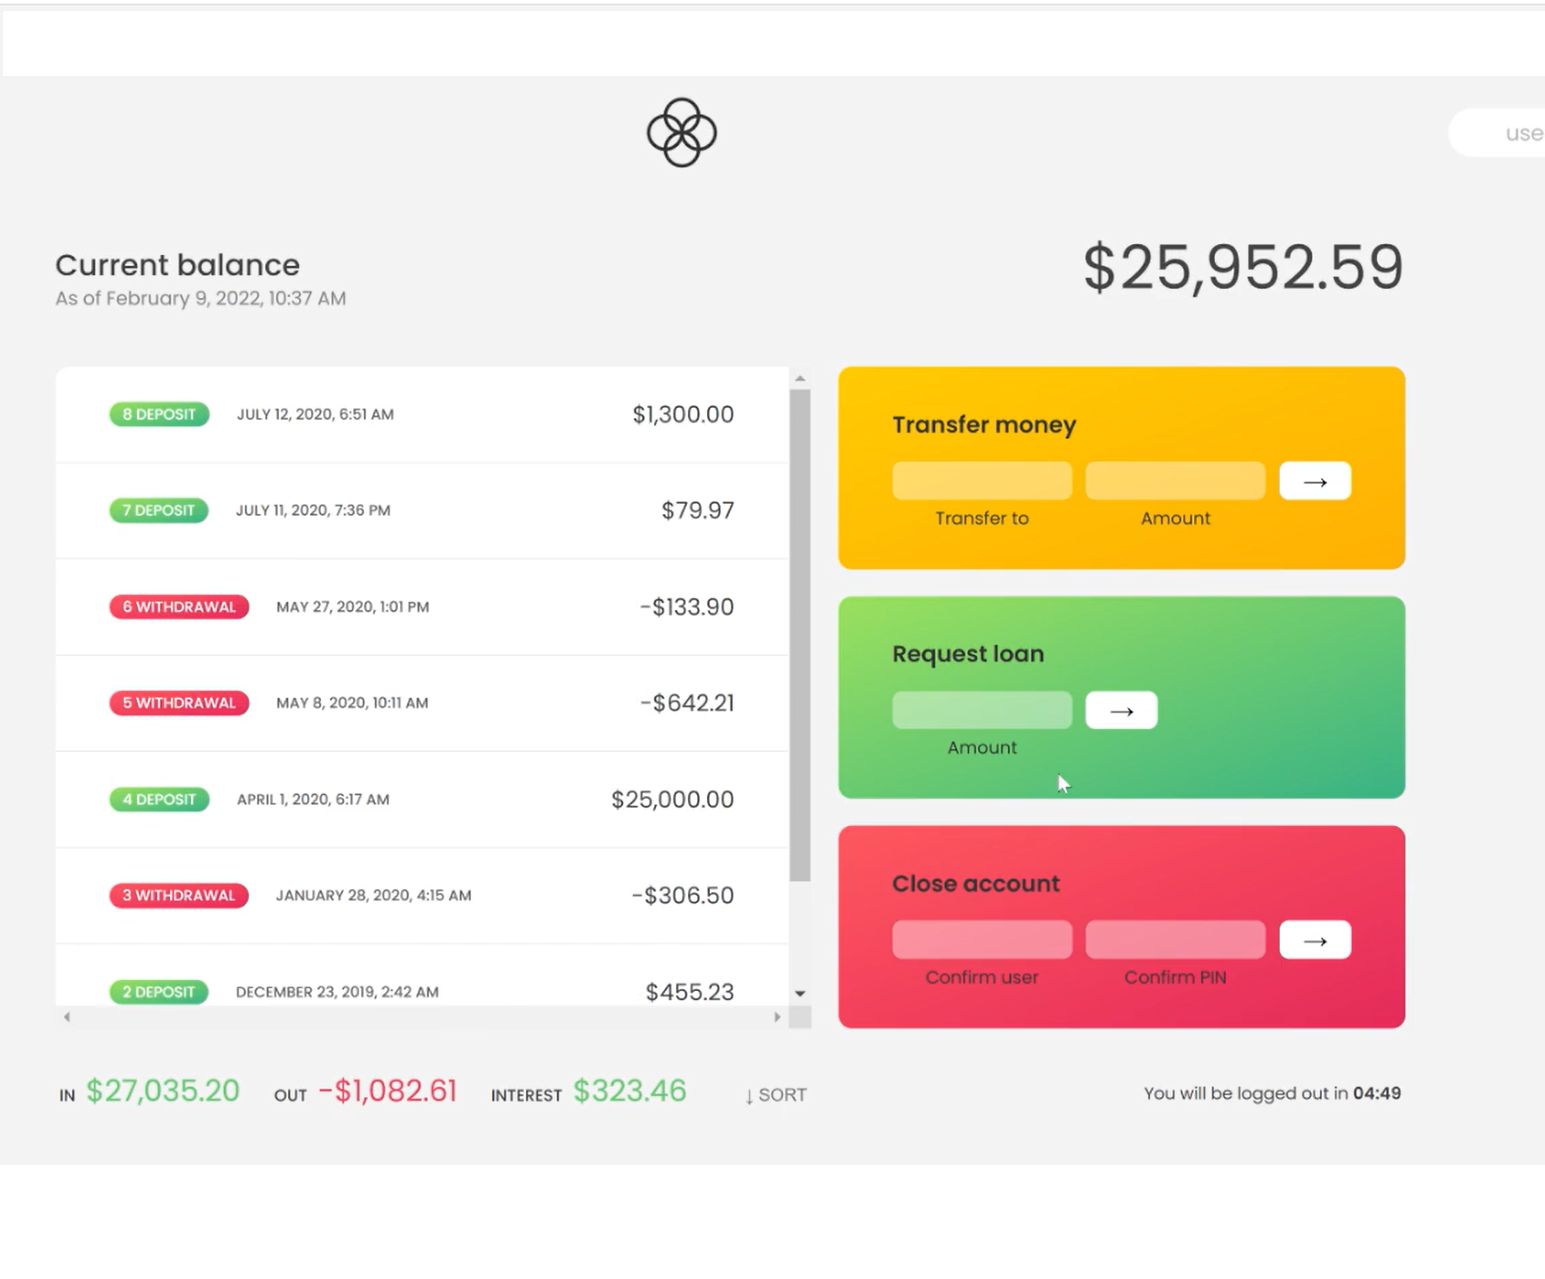 use
Current balance
As of February 9, 2022, 10:37 AM
$25,952.59
8 DEPOSIT JULY 12, 2020, 6:51 AM $1,300.00
7 DEPOSIT JULY 11, 2020, 7:36 PM $79.97
6 WITHDRAWAL MAY 27, 2020, 1:01 PM -$133.90
5 WITHDRAWAL MAY 8, 2020, 10:11 AM -$642.21
4 DEPOSIT APRIL 1, 2020, 6:17 AM $25,000.00
3 WITHDRAWAL JANUARY 28, 2020, 4:15 AM -$306.50
2 DEPOSIT DECEMBER 23, 2019, 2:42 AM $455.23
Transfer money
→
Transfer to Amount
Request loan
→
Amount
Close account
→
Confirm user Confirm PIN
IN $27,035.20 OUT -$1,082.61 INTEREST $323.46 ↓ SORT
You will be logged out in 04:49